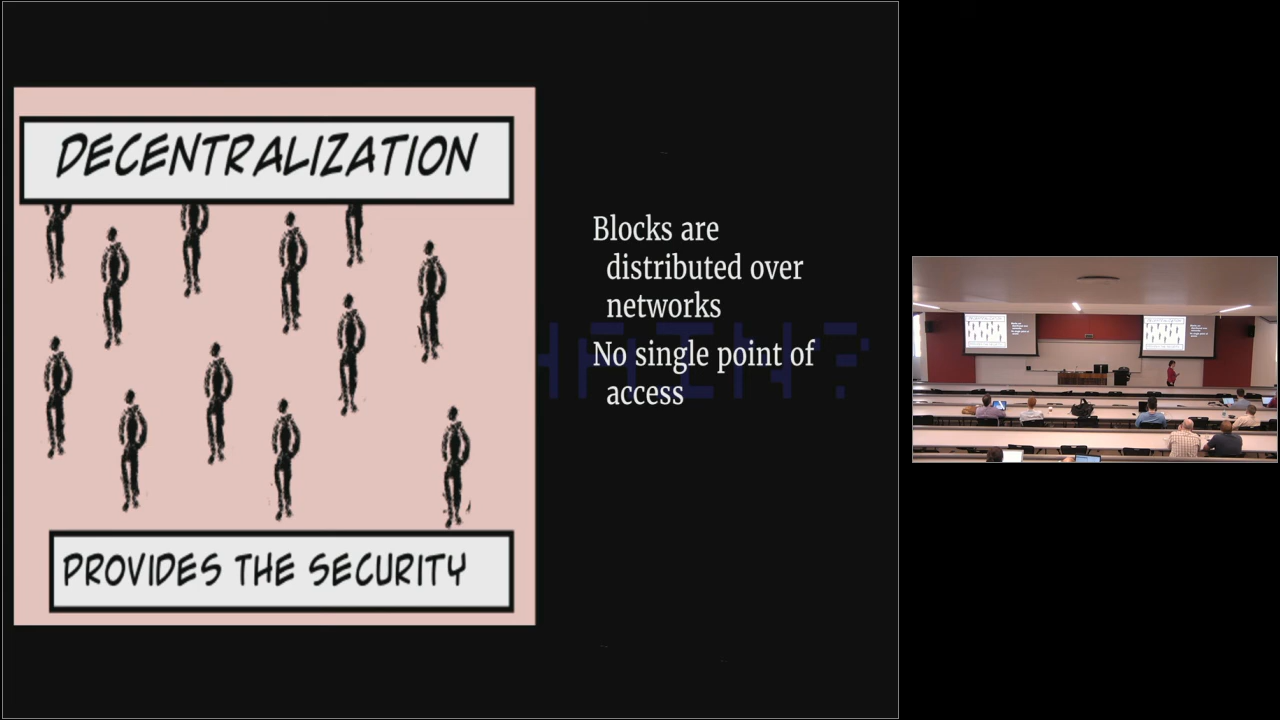 DECENTRALIZATION
PROVIDES THE SECURITY
Blocks are
distributed over
networks
No single point of
access